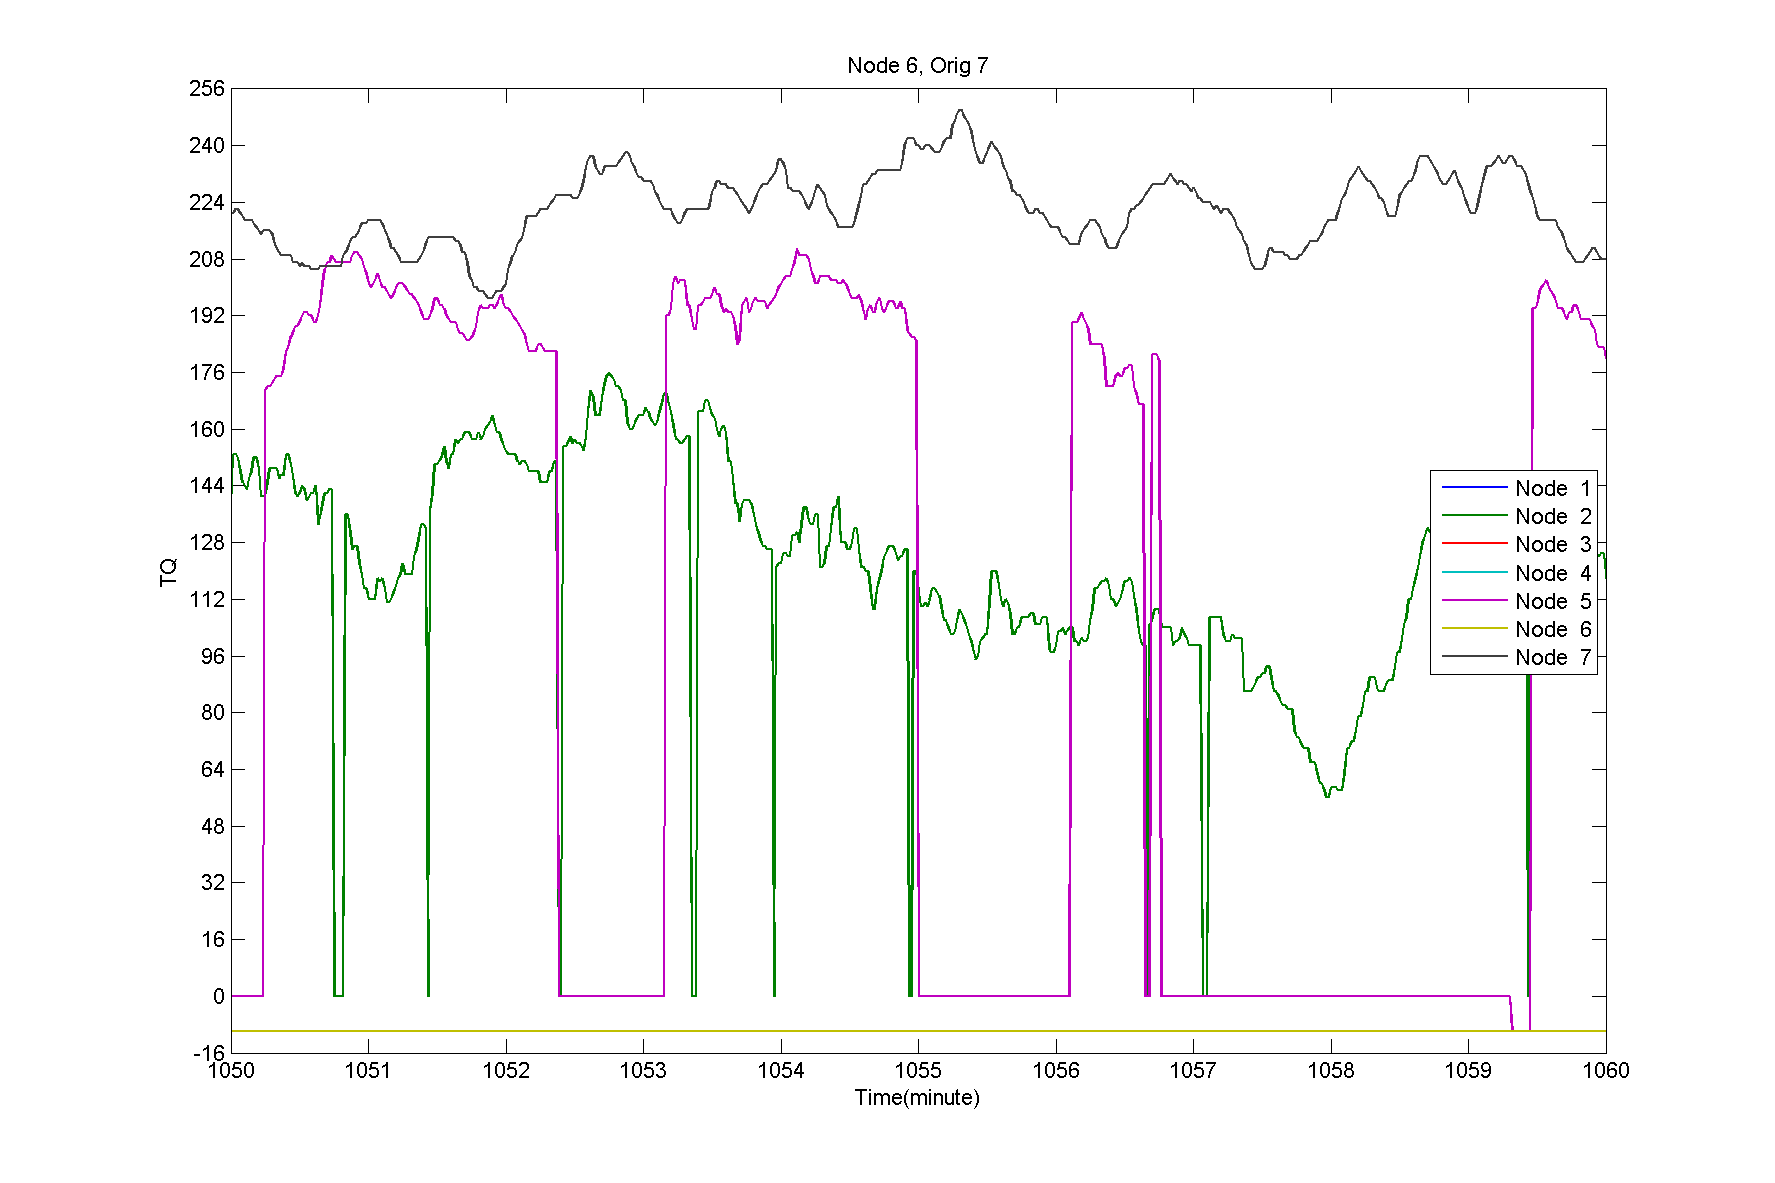 Node 6, Orig 7
256
240
224
208
192
176
160
144
128
112
96
80
64
48
32
16
0
-16
TQ
Node 1
Node 2
Node 3
Node 4
Node 5
Node 6
Node 7
1050 1051 1052 1053 1054 1055 1056 1057 1058 1059 1060
Time(minute)